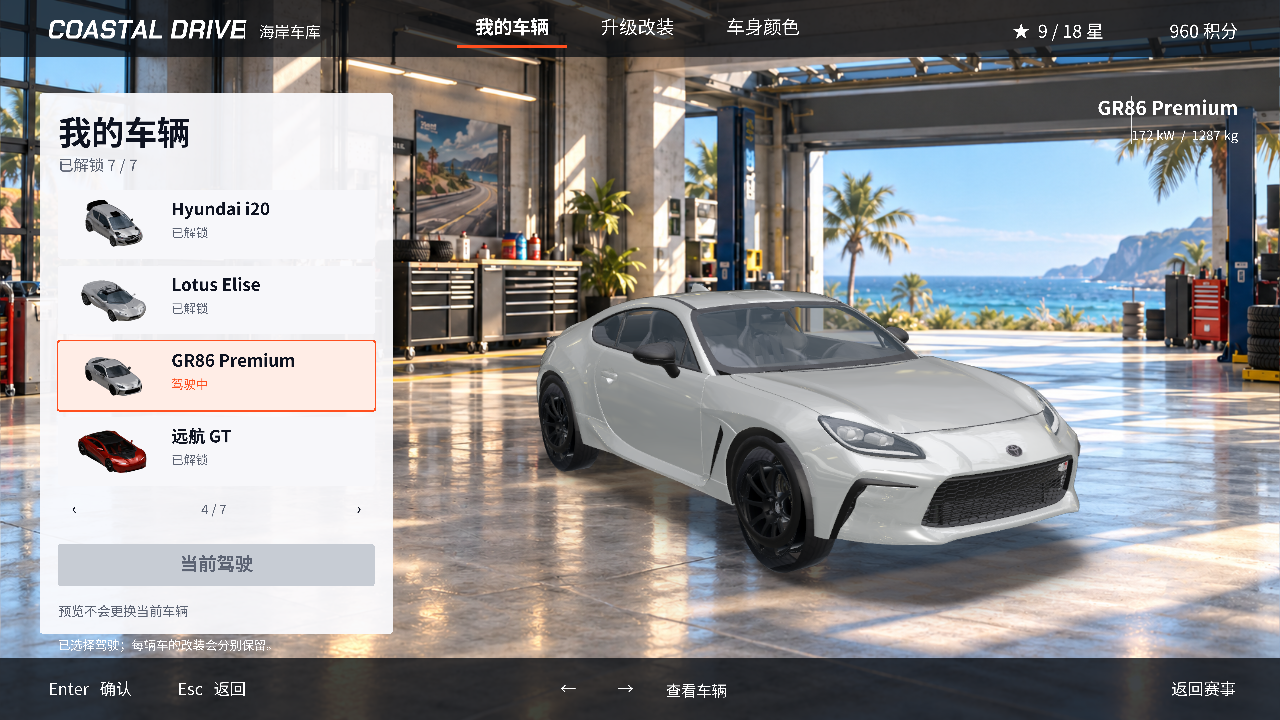 COASTAL DRIVE 海岸车库
我的车辆 升级改装 车身颜色
★ 9 / 18 星 960 积分
GR86 Premium
172 kW / 1287 kg
我的车辆
已解锁 7 / 7
Hyundai i20
已解锁
Lotus Elise
已解锁
GR86 Premium
驾驶中
远航 GT
已解锁
‹ 4 / 7 ›
当前驾驶
预览不会更换当前车辆
已选择驾驶；每辆车的改装会分别保留。
Enter 确认 Esc 返回
← → 查看车辆
返回赛事